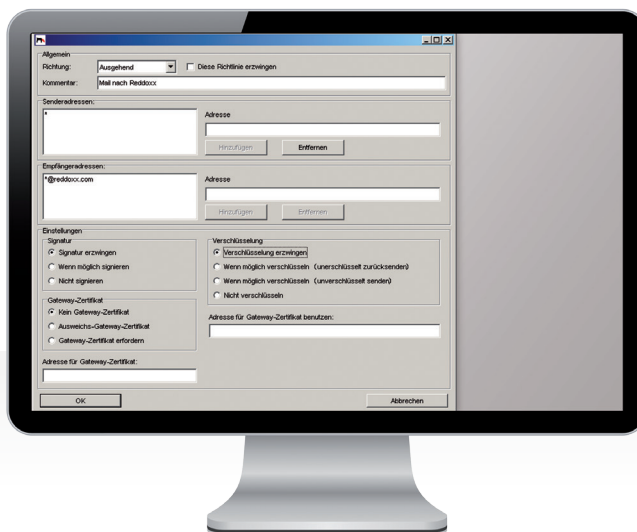 Allgemein
Richtung: Ausgehend Diese Richtlinie erzwingen
Kommentar: Mail nach Reddoxx
Senderadressen:
*
Adresse
Hinzufügen Entfernen
Empfängeradressen:
*@reddoxx.com
Adresse
Hinzufügen Entfernen
Einstellungen
Signatur
Signatur erzwingen
Wenn möglich signieren
Nicht signieren
Verschlüsselung
Verschlüsselung erzwingen
Wenn möglich verschlüsseln (unerschlüsselt zurücksenden)
Wenn möglich verschlüsseln (unverschlüsselt senden)
Nicht verschlüsseln
Gateway-Zertifikat
Kein Gateway-Zertifikat
Ausweichs-Gateway-Zertifikat
Gateway-Zertifikat erfordern
Adresse für Gateway-Zertifikat benutzen:
Adresse für Gateway-Zertifikat:
OK Abbrechen